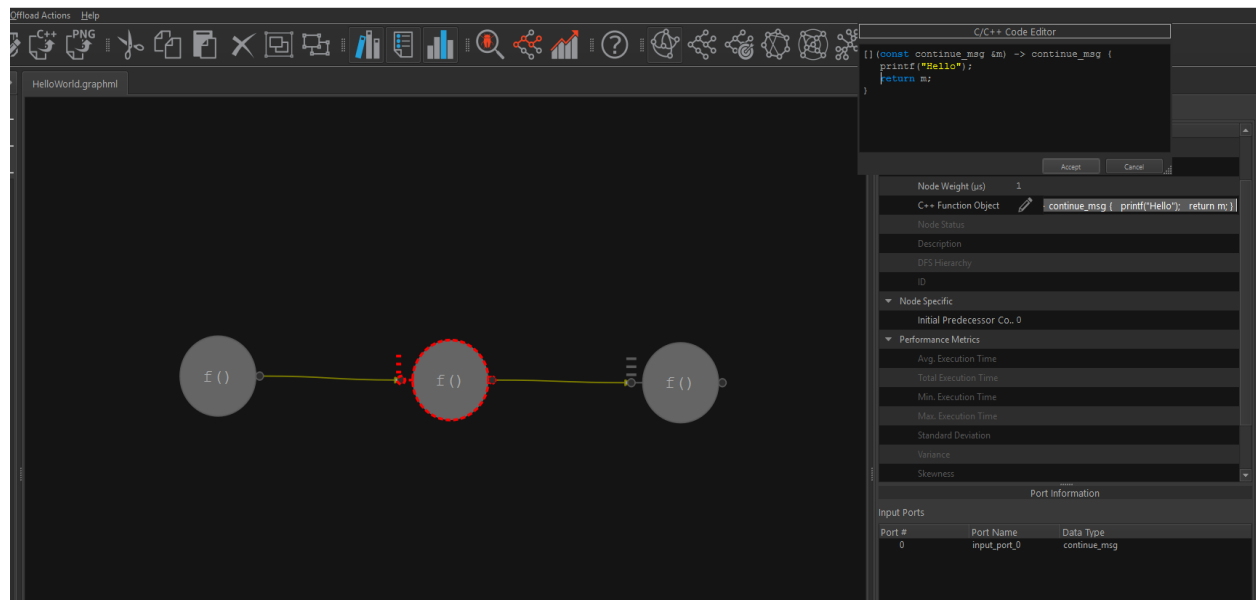 Offload Actions Help
C++ PNG
HelloWorld.graphml
C/C++ Code Editor
[](const continue_msg &m) -> continue_msg {
printf("Hello");
return m;
}
Accept Cancel
Node Weight (μs) 1
C++ Function Object continue_msg { printf("Hello"); return m; }
Node Status
Description
DFS Hierarchy
ID
Node Specific
Initial Predecessor Co.. 0
Performance Metrics
Avg. Execution Time
Total Execution Time
Min. Execution Time
Max. Execution Time
Standard Deviation
Variance
Skewness
f() f() f()
Port Information
Input Ports
Port # Port Name Data Type
0 input_port_0 continue_msg